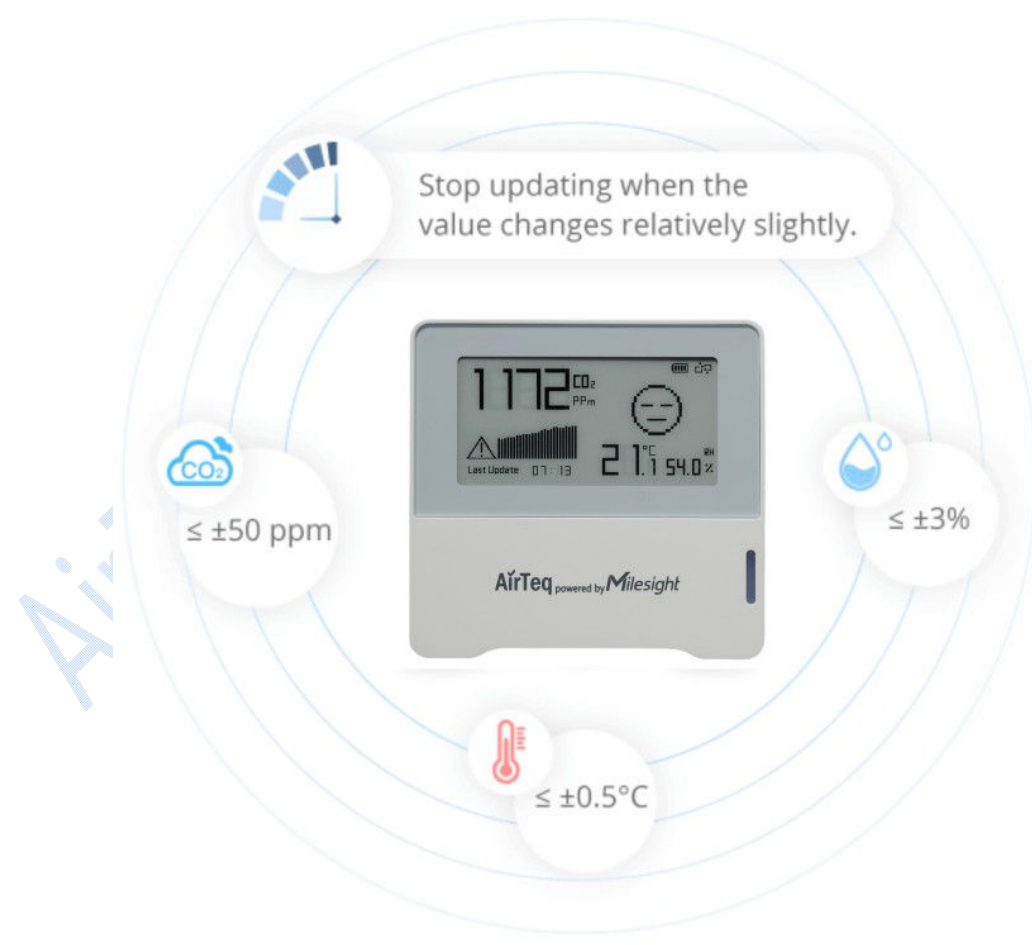 Stop updating when the
value changes relatively slightly.
1172 CO₂
PPm
Last Update 07:13
21.1 °C 54.0 RH %
CO₂
≤ ±50 ppm
≤ ±3%
AirTeq powered by Milesight
≤ ±0.5°C